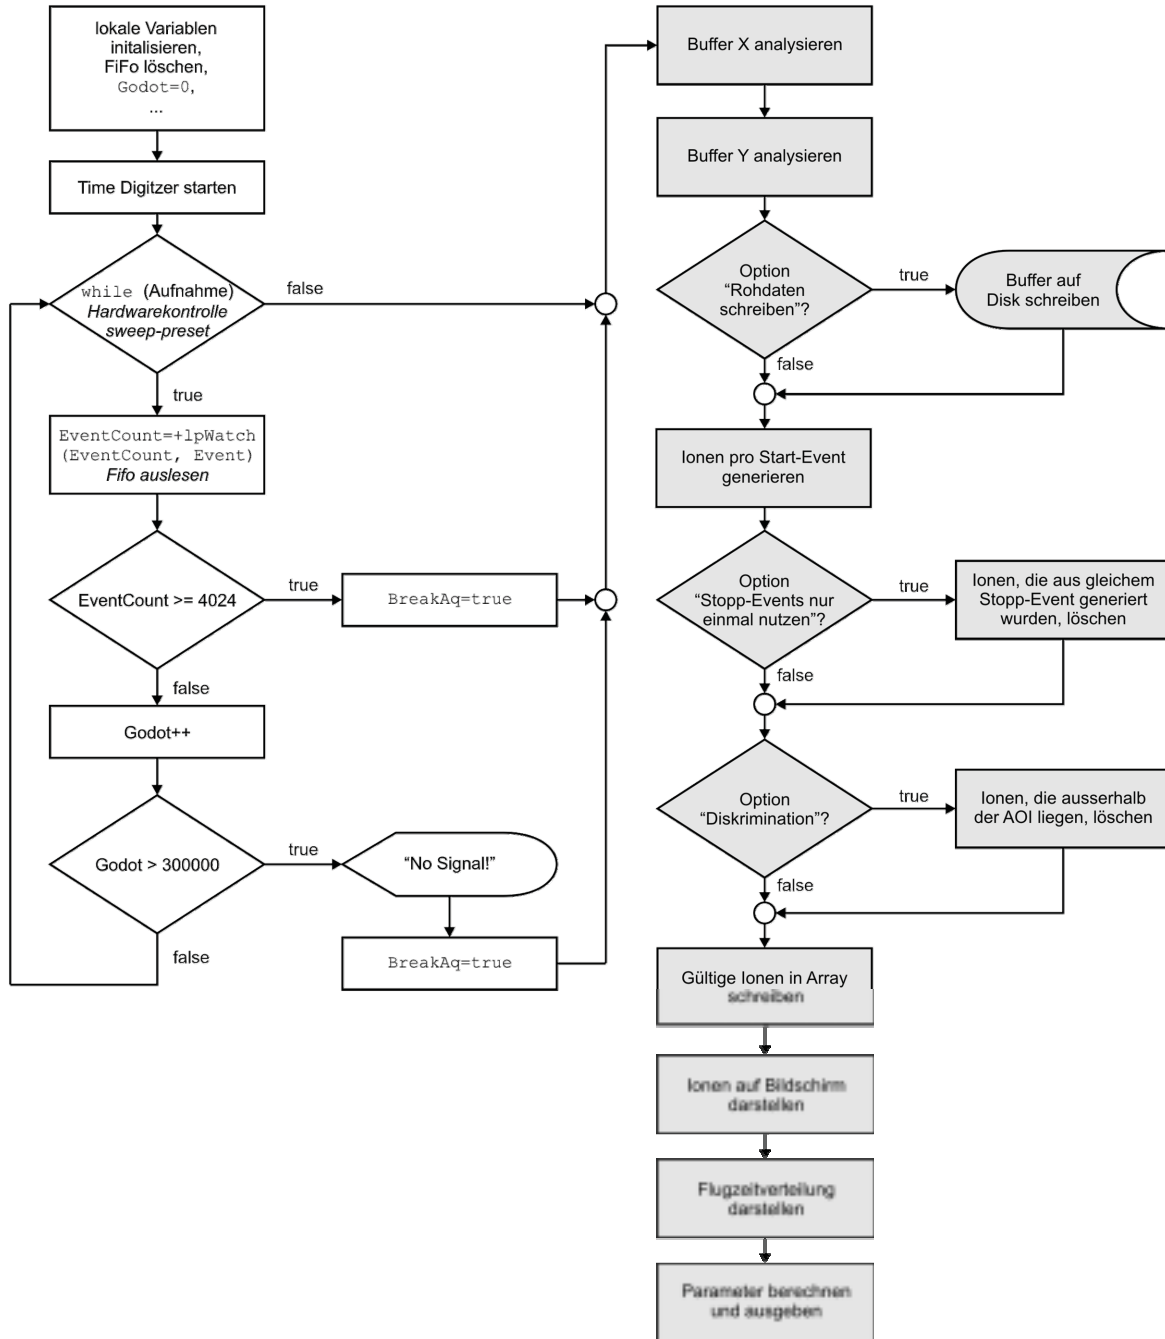 lokale Variablen
initalisieren,
FiFo löschen,
Godot=0,
...
Time Digitzer starten
while (Aufnahme)
Hardwarekontrolle
sweep-preset
false
true
EventCount=+lpWatch
(EventCount, Event)
Fifo auslesen
EventCount >= 4024
true
BreakAq=true
false
Godot++
Godot > 300000
true
“No Signal!”
false
BreakAq=true
Buffer X analysieren
Buffer Y analysieren
Option
“Rohdaten
schreiben”?
true
Buffer auf
Disk schreiben
false
Ionen pro Start-Event
generieren
Option
“Stopp-Events nur
einmal nutzen”?
true
Ionen, die aus gleichem
Stopp-Event generiert
wurden, löschen
false
Option
“Diskrimination”?
true
Ionen, die ausserhalb
der AOI liegen, löschen
false
Gültige Ionen in Array
schreiben
Ionen auf Bildschirm
darstellen
Flugzeitverteilung
darstellen
Parameter berechnen
und ausgeben